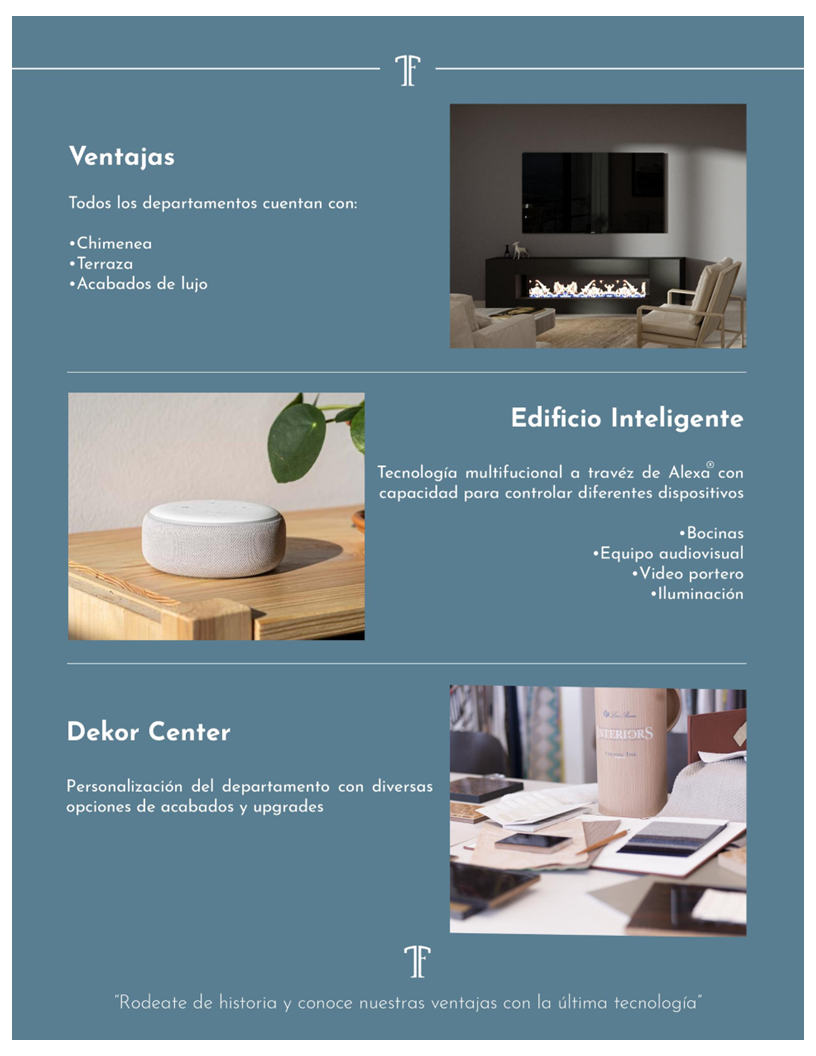 TF
Ventajas
Todos los departamentos cuentan con:
•Chimenea
•Terraza
•Acabados de lujo
Edificio Inteligente
Tecnología multifucional a travéz de Alexa® con
capacidad para controlar diferentes dispositivos
•Bocinas
•Equipo audiovisual
•Video portero
•Iluminación
Dekor Center
Personalización del departamento con diversas
opciones de acabados y upgrades
INTERIORS
TF
"Rodeate de historia y conoce nuestras ventajas con la última tecnología"